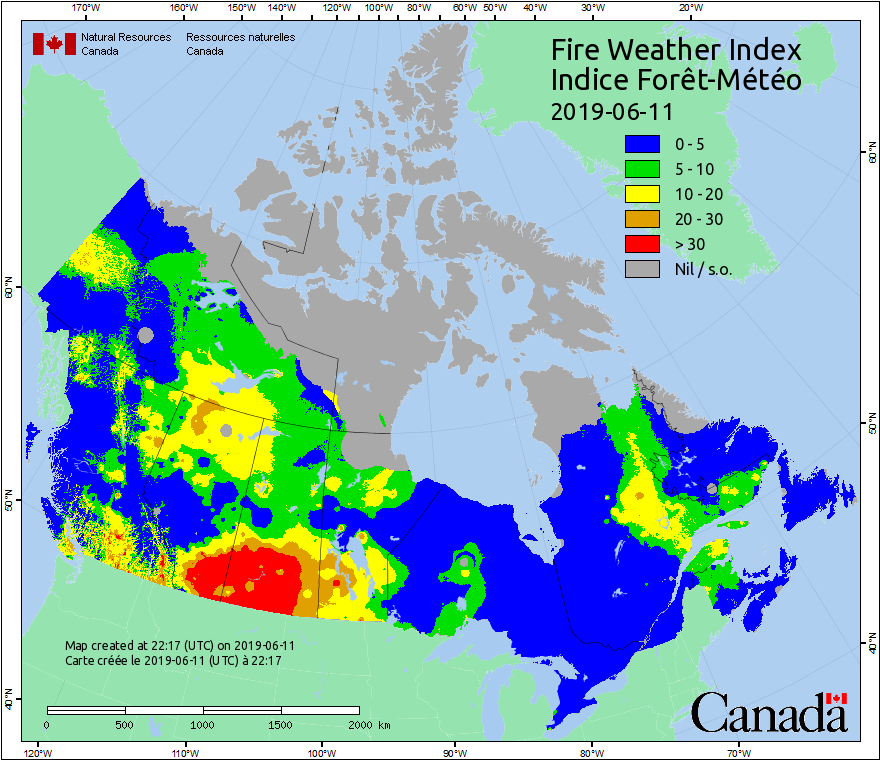 170°W 160°W 150°W 140°W 130°W 120°W 110°W 100°W 90°W 80°W 70°W 60°W 50°W 40°W 30°W 20°W
Natural Resources Ressources naturelles
Canada Canada
Fire Weather Index
Indice Forêt-Météo
2019-06-11
0 - 5
5 - 10
10 - 20
20 - 30
> 30
Nil / s.o.
60°N
60°N
50°N
50°N
40°N
40°N
Map created at 22:17 (UTC) on 2019-06-11
Carte créée le 2019-06-11 (UTC) à 22:17
0 500 1000 1500 2000 km
Canada
120°W 110°W 100°W 90°W 80°W 70°W